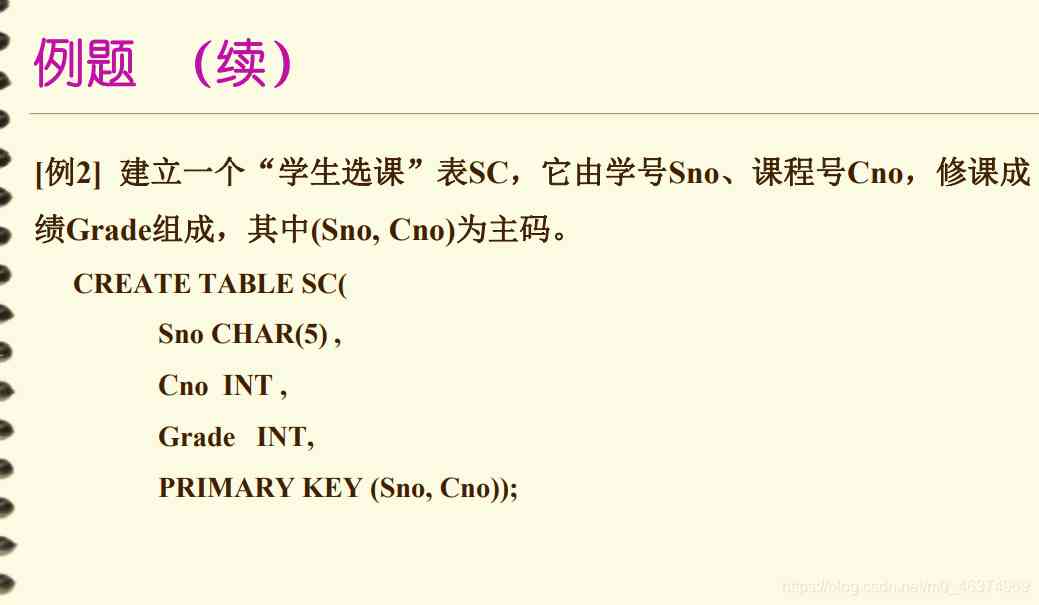 例题 （续）
[例2] 建立一个“学生选课”表SC，它由学号Sno、课程号Cno，修课成
绩Grade组成，其中(Sno, Cno)为主码。
CREATE TABLE SC(
Sno CHAR(5) ,
Cno INT ,
Grade INT,
PRIMARY KEY (Sno, Cno));
https://blog.csdn.net/m0_46374969